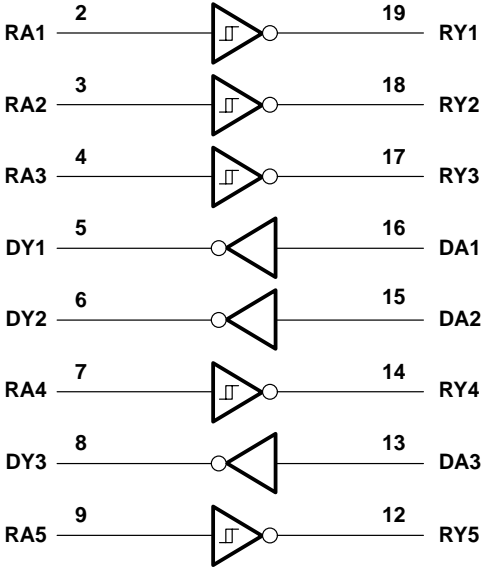 2 19
RA1 RY1
3 18
RA2 RY2
4 17
RA3 RY3
5 16
DY1 DA1
6 15
DY2 DA2
7 14
RA4 RY4
8 13
DY3 DA3
9 12
RA5 RY5